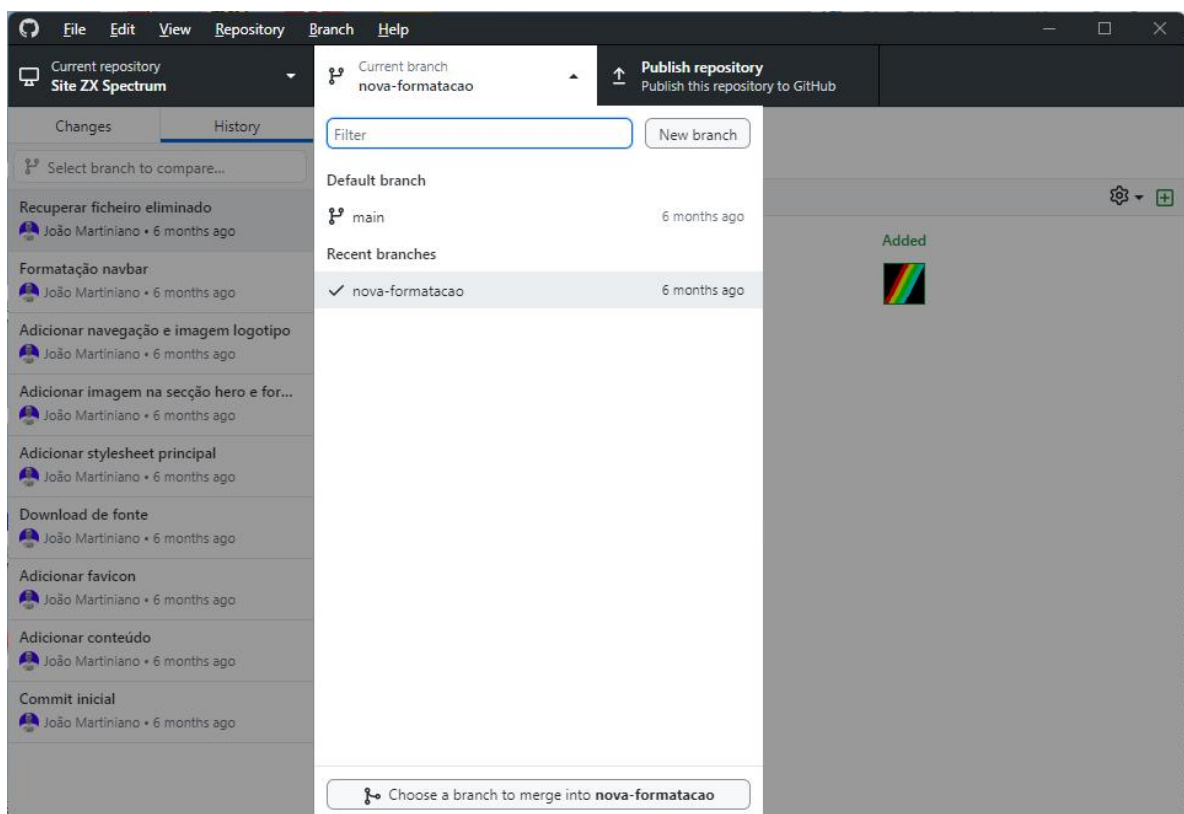 File Edit View Repository Branch Help
Current repository
Site ZX Spectrum
Current branch
nova-formatacao
Publish repository
Publish this repository to GitHub
Changes History
Select branch to compare...
Recuperar ficheiro eliminado
João Martiniano • 6 months ago
Formatação navbar
João Martiniano • 6 months ago
Adicionar navegação e imagem logotipo
João Martiniano • 6 months ago
Adicionar imagem na secção hero e for...
João Martiniano • 6 months ago
Adicionar stylesheet principal
João Martiniano • 6 months ago
Download de fonte
João Martiniano • 6 months ago
Adicionar favicon
João Martiniano • 6 months ago
Adicionar conteúdo
João Martiniano • 6 months ago
Commit inicial
João Martiniano • 6 months ago
Filter
New branch
Default branch
main 6 months ago
Recent branches
nova-formatacao 6 months ago
Choose a branch to merge into nova-formatacao
Added